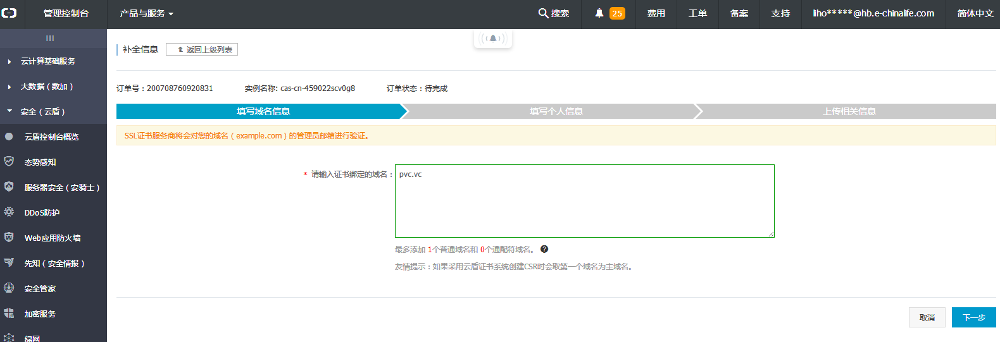 管理控制台 产品与服务 搜索 25 费用 工单 备案 支持 liho*****@hb.e-chinalife.com 简体中文
云计算基础服务
大数据（数加）
安全（云盾）
云盾控制台概览
态势感知
服务器安全（安骑士）
DDoS防护
Web应用防火墙
先知（安全情报）
安全管家
加密服务
绿网
补全信息 返回上级列表
订单号：200708760920831 实例名称: cas-cn-459022scv0g8 订单状态：待完成
填写域名信息 填写个人信息 上传相关信息
SSL证书服务商将会对您的域名（example.com）的管理员邮箱进行验证。
* 请输入证书绑定的域名： pvc.vc
最多添加 1个普通域名和 0个通配符域名。
友情提示：如果采用云盾证书系统创建CSR时会取第一个域名为主域名。
取消 下一步